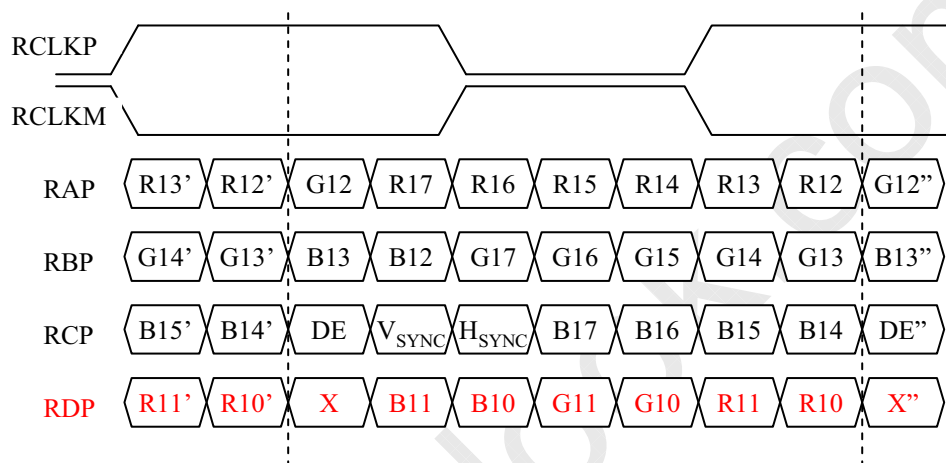 RCLKP
RCLKM
RAP R13’ R12’ G12 R17 R16 R15 R14 R13 R12 G12”
RBP G14’ G13’ B13 B12 G17 G16 G15 G14 G13 B13”
RCP B15’ B14’ DE VSYNC HSYNC B17 B16 B15 B14 DE”
RDP R11’ R10’ X B11 B10 G11 G10 R11 R10 X”